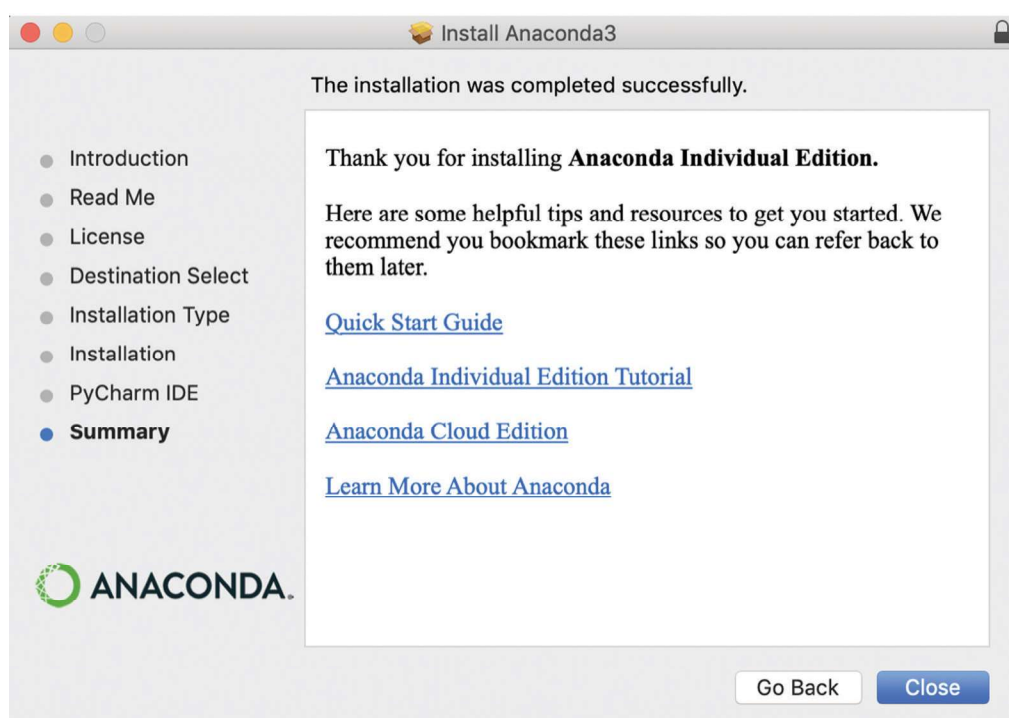 Install Anaconda3
The installation was completed successfully.
Introduction
Read Me
License
Destination Select
Installation Type
Installation
PyCharm IDE
Summary
ANACONDA.
Thank you for installing Anaconda Individual Edition.
Here are some helpful tips and resources to get you started. We
recommend you bookmark these links so you can refer back to
them later.
Quick Start Guide
Anaconda Individual Edition Tutorial
Anaconda Cloud Edition
Learn More About Anaconda
Go Back
Close